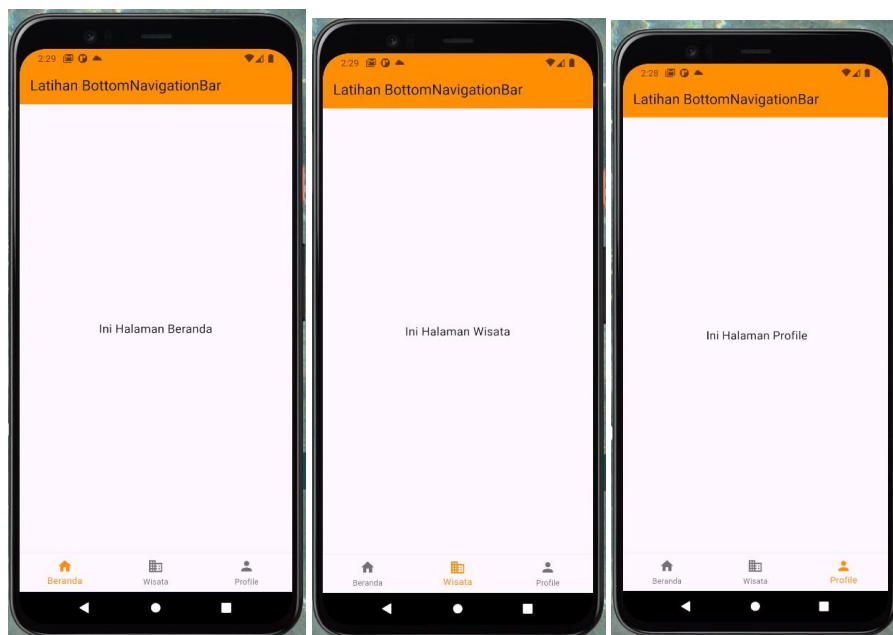 2:29
Latihan BottomNavigationBar
Ini Halaman Beranda
Beranda
Wisata
Profile
2:29
Latihan BottomNavigationBar
Ini Halaman Wisata
Beranda
Wisata
Profile
2:28
Latihan BottomNavigationBar
Ini Halaman Profile
Beranda
Wisata
Profile